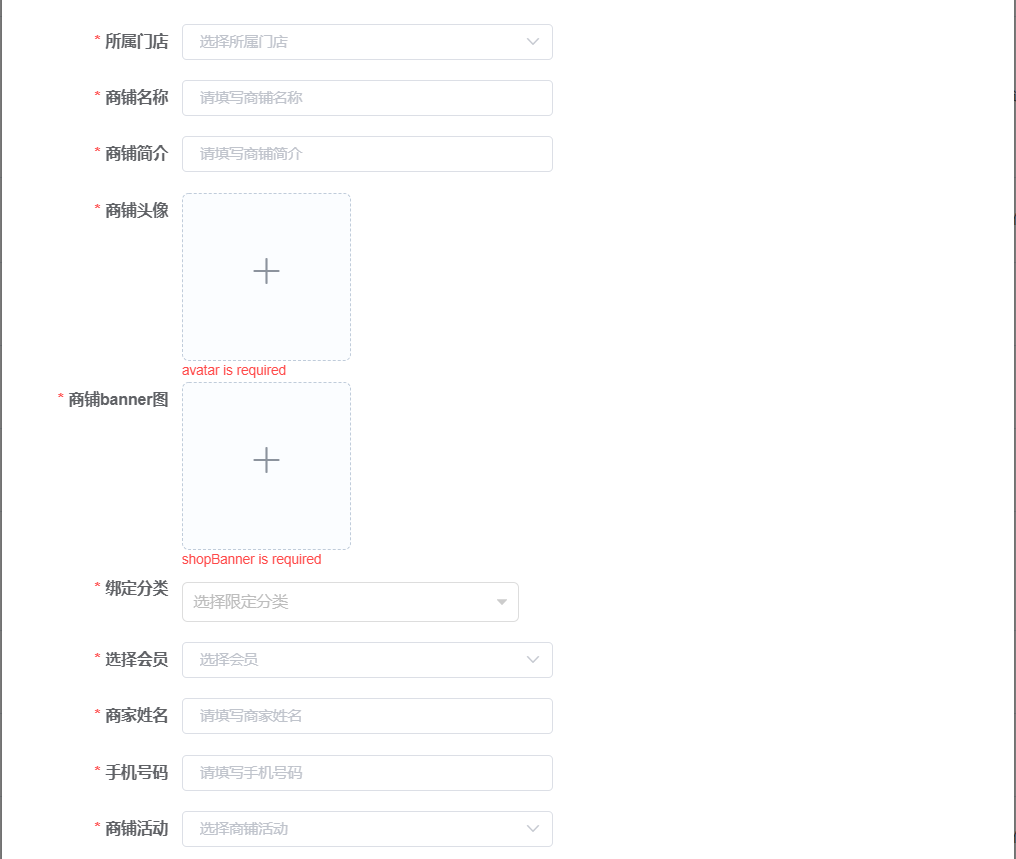 * 所属门店 选择所属门店
* 商铺名称 请填写商铺名称
* 商铺简介 请填写商铺简介
* 商铺头像
avatar is required
* 商铺banner图
shopBanner is required
* 绑定分类 选择限定分类
* 选择会员 选择会员
* 商家姓名 请填写商家姓名
* 手机号码 请填写手机号码
* 商铺活动 选择商铺活动